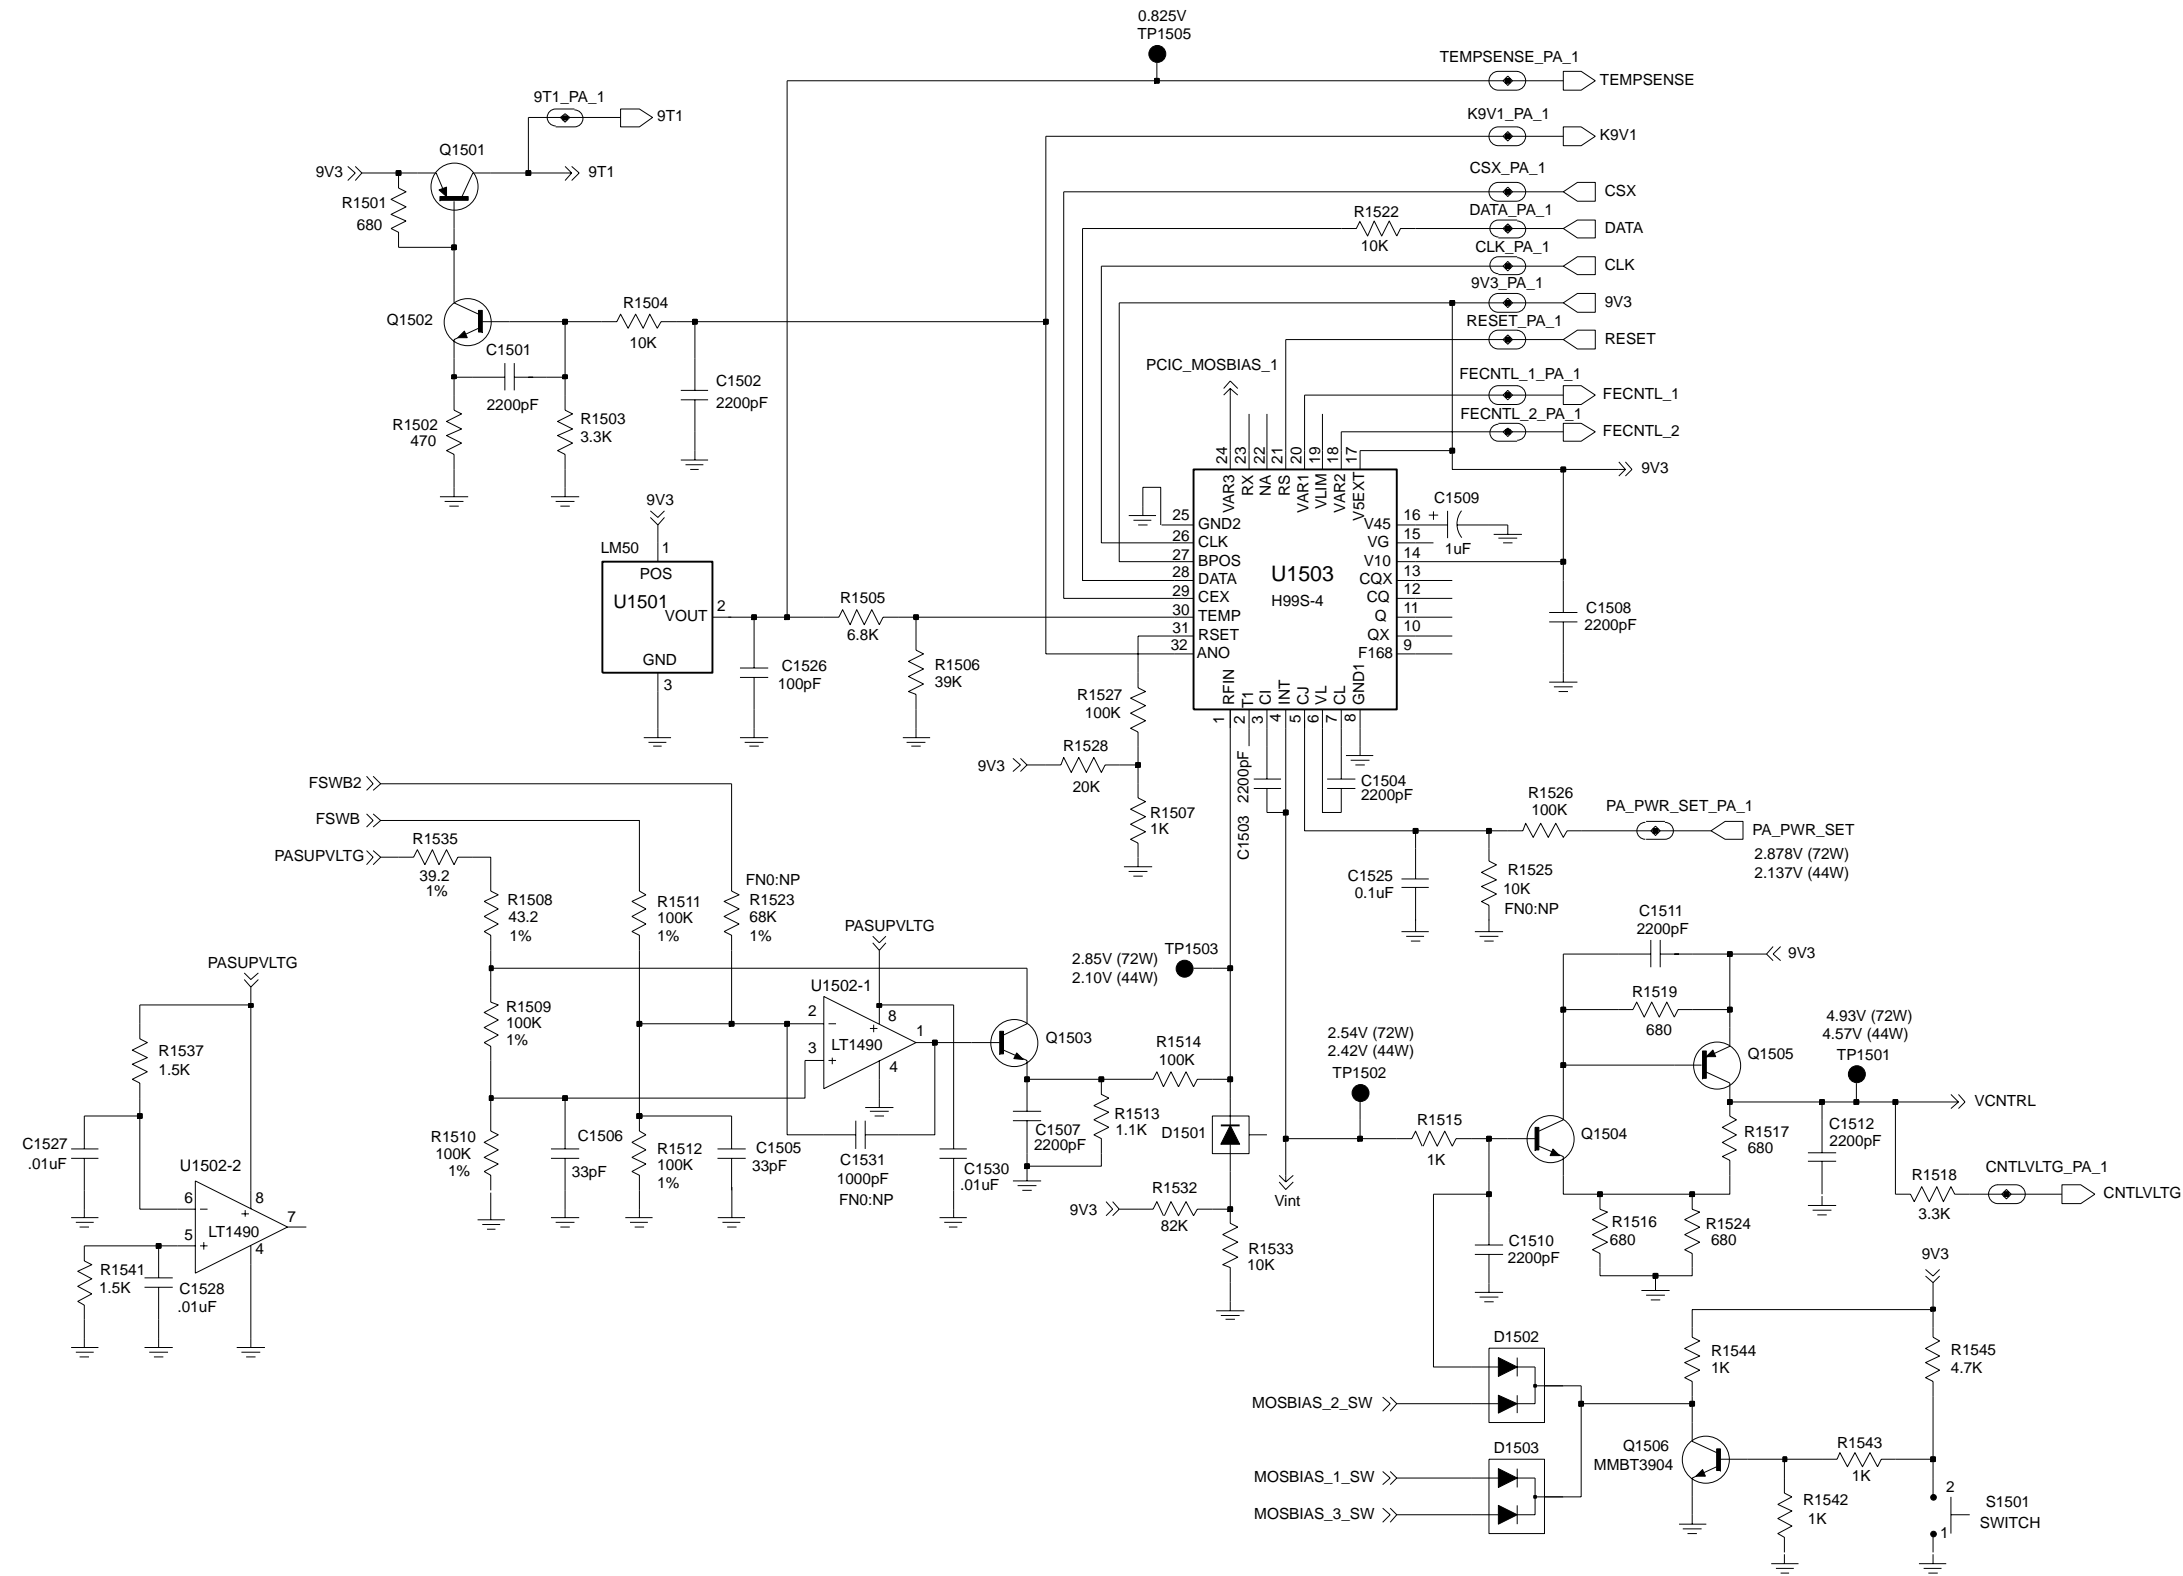 0.825V
TP1505
TEMPSENSE_PA_1
TEMPSENSE
9T1_PA_1
9T1
K9V1_PA_1
K9V1
Q1501
9V3
9T1
R1501
680
CSX_PA_1
CSX
R1522
10K
DATA_PA_1
DATA
CLK_PA_1
CLK
9V3_PA_1
9V3
RESET_PA_1
RESET
Q1502
R1504
10K
C1501
2200pF
C1502
2200pF
R1502
470
R1503
3.3K
PCIC_MOSBIAS_1
FECNTL_1_PA_1
FECNTL_1
FECNTL_2_PA_1
FECNTL_2
9V3
24 23 22 21 20 19 18 17
VAR3 RX NA RS VAR1 VLIM VAR2 V5EXT
25 GND2
26 CLK
27 BPOS
28 DATA
29 CEX
30 TEMP
31 RSET
32 ANO
U1503
H99S-4
V45 16
VG 15
V10 14
CQX 13
CQ 12
Q 11
QX 10
F168 9
RFIN T1 CI INT CJ VL CL GND1
1 2 3 4 5 6 7 8
+
C1509
1uF
C1508
2200pF
9V3
LM50
1
POS
U1501
VOUT
2
GND
3
R1505
6.8K
C1526
100pF
R1506
39K
R1527
100K
9V3
R1528
20K
R1507
1K
C1503 2200pF
C1504
2200pF
R1526
100K
PA_PWR_SET_PA_1
PA_PWR_SET
2.878V (72W)
2.137V (44W)
C1525
0.1uF
R1525
10K
FN0:NP
FSWB2
FSWB
PASUPVLTG
R1535
39.2
1%
R1508
43.2
1%
R1511
100K
1%
FN0:NP
R1523
68K
1%
PASUPVLTG
U1502-1
2
3
−
+
+
8
LT1490
1
4
R1509
100K
1%
R1510
100K
1%
C1506
33pF
R1512
100K
1%
C1505
33pF
C1531
1000pF
FN0:NP
C1530
.01uF
Q1503
C1507
2200pF
R1513
1.1K
R1514
100K
2.85V (72W)
2.10V (44W)
TP1503
D1501
9V3
R1532
82K
R1533
10K
Vint
2.54V (72W)
2.42V (44W)
TP1502
R1515
1K
Q1504
C1510
2200pF
C1511
2200pF
9V3
R1519
680
Q1505
4.93V (72W)
4.57V (44W)
TP1501
VCNTRL
R1517
680
C1512
2200pF
R1518
3.3K
CNTLVLTG_PA_1
CNTLVLTG
R1516
680
R1524
680
PASUPVLTG
R1537
1.5K
C1527
.01uF
U1502-2
6
5
−
+
+
8
LT1490
7
4
R1541
1.5K
C1528
.01uF
9V3
D1502
MOSBIAS_2_SW
D1503
MOSBIAS_1_SW
MOSBIAS_3_SW
R1544
1K
R1545
4.7K
Q1506
MMBT3904
R1543
1K
R1542
1K
2
1
S1501
SWITCH